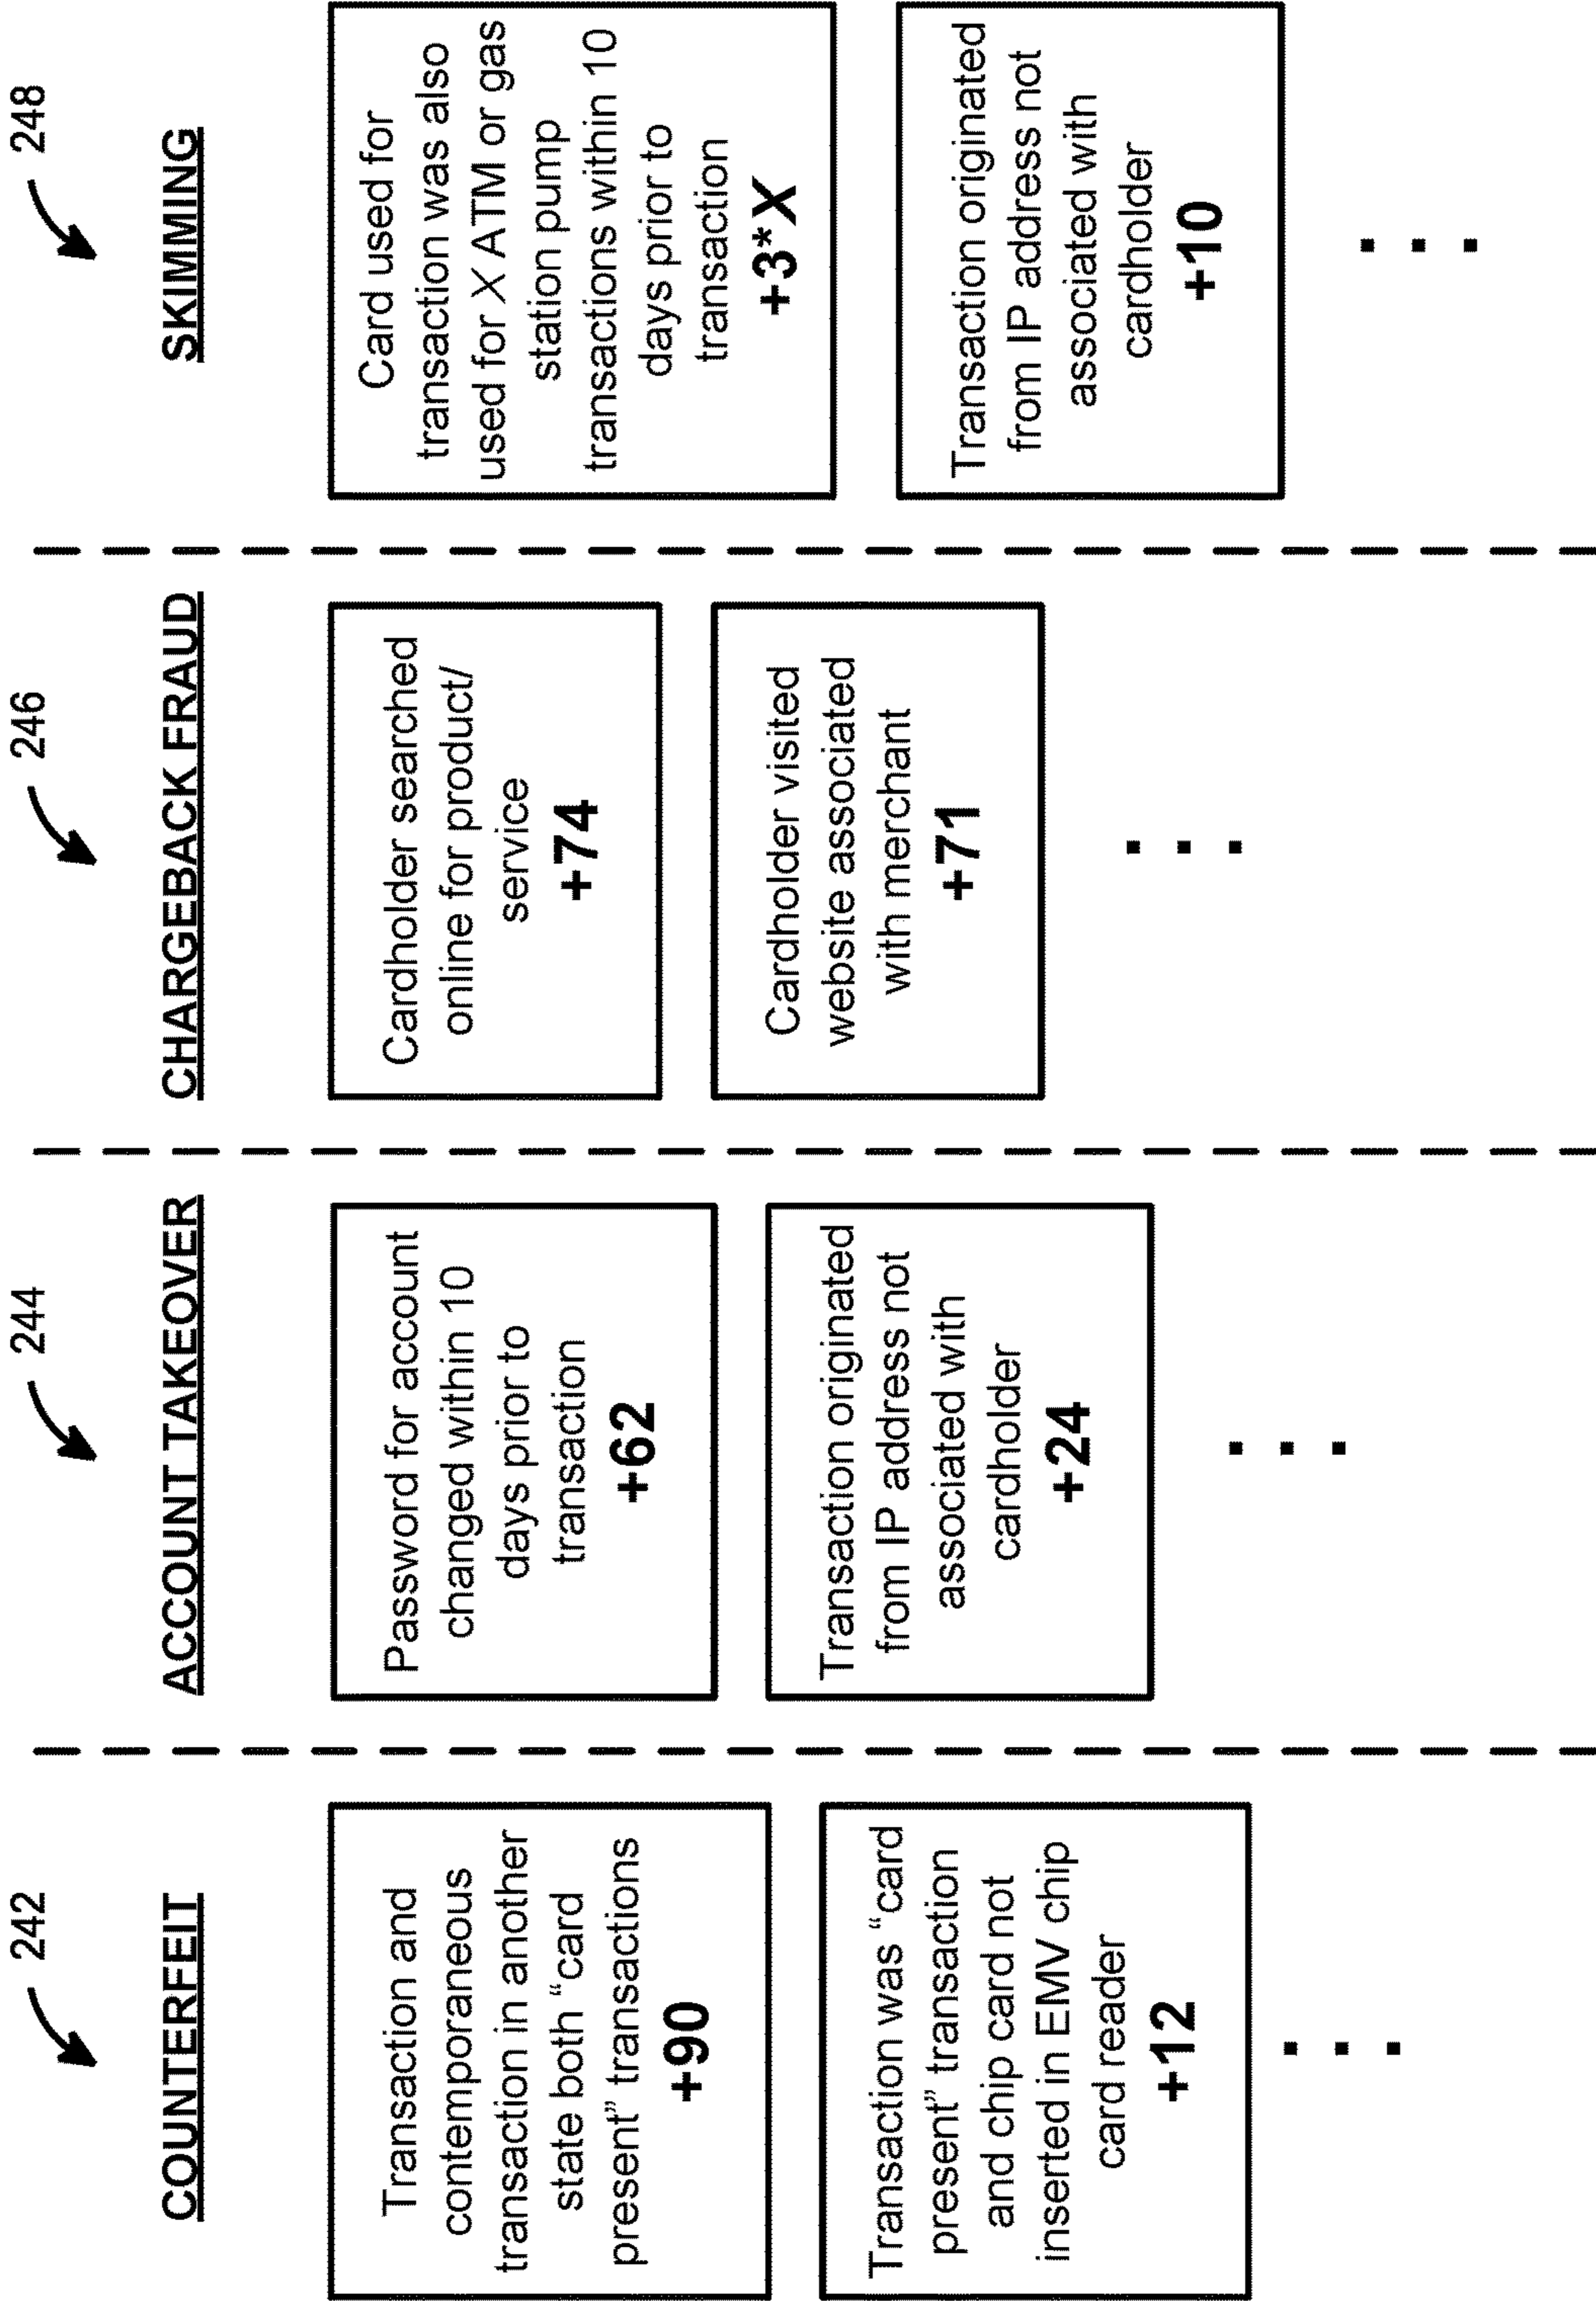 242
COUNTERFEIT
Transaction and
contemporaneous
transaction in another
state both “card
present” transactions
+90
Transaction was “card
present” transaction
and chip card not
inserted in EMV chip
card reader
+12
244
ACCOUNT TAKEOVER
Password for account
changed within 10
days prior to
transaction
+62
Transaction originated
from IP address not
associated with
cardholder
+24
246
CHARGEBACK FRAUD
Cardholder searched
online for product/
service
+74
Cardholder visited
website associated
with merchant
+71
248
SKIMMING
Card used for
transaction was also
used for X ATM or gas
station pump
transactions within 10
days prior to
transaction
+3*X
Transaction originated
from IP address not
associated with
cardholder
+10